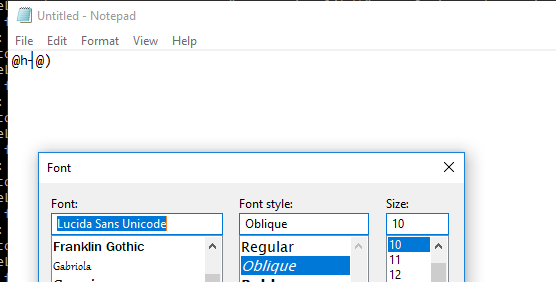 Untitled - Notepad
File Edit Format View Help
@h┤@)
Font
Font: Font style: Size:
Lucida Sans Unicode Oblique 10
Franklin Gothic Regular 10
Gabriola Oblique 11
12